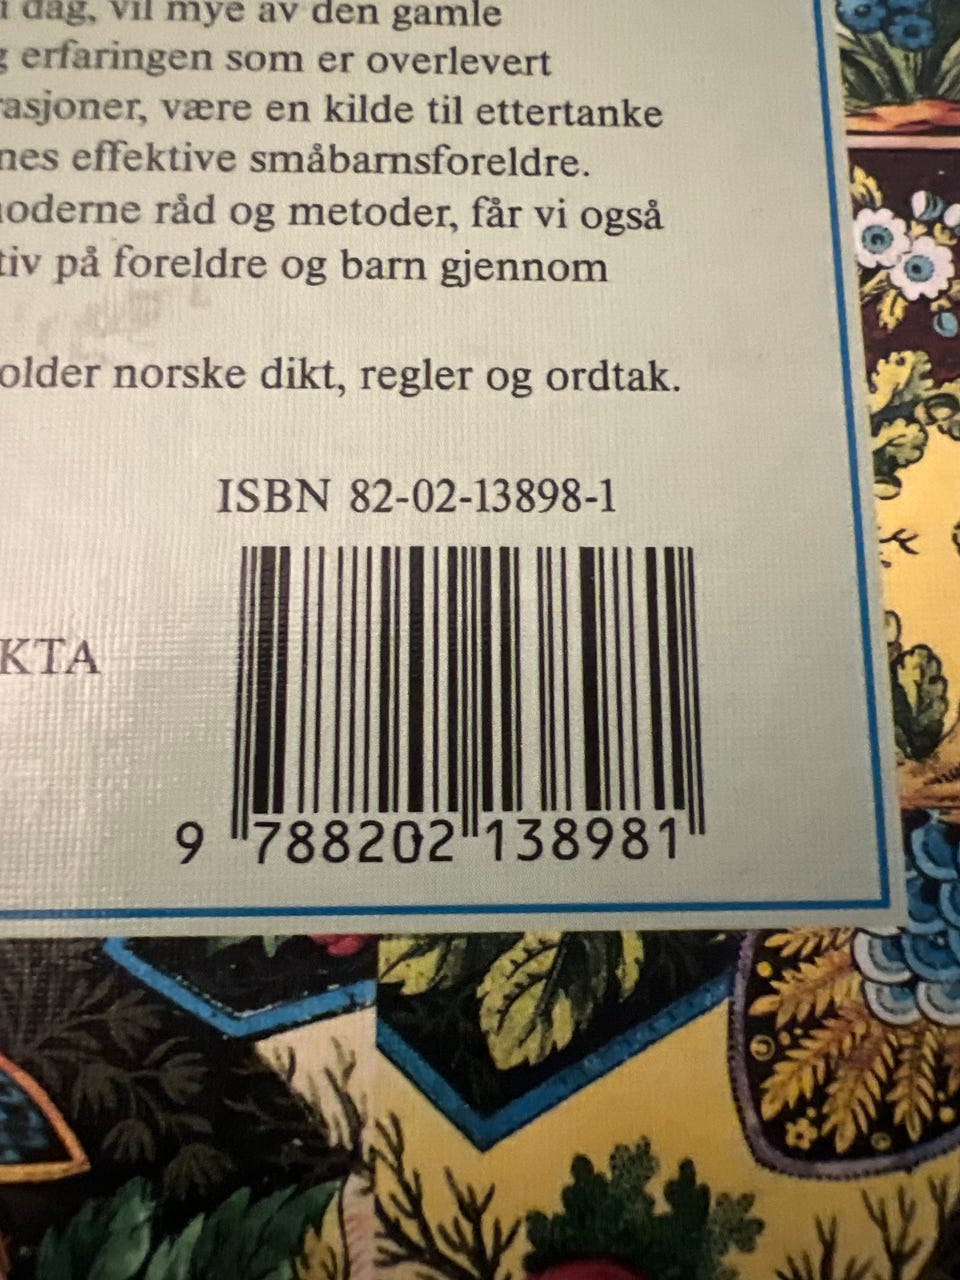 dag, vil mye av den gamle
erfaringen som er overlevert
rasjoner, være en kilde til ettertanke
nes effektive småbarnsforeldre.
oderne råd og metoder, får vi også
tiv på foreldre og barn gjennom
older norske dikt, regler og ordtak.
ISBN 82-02-13898-1
KTA
9 788202 138981